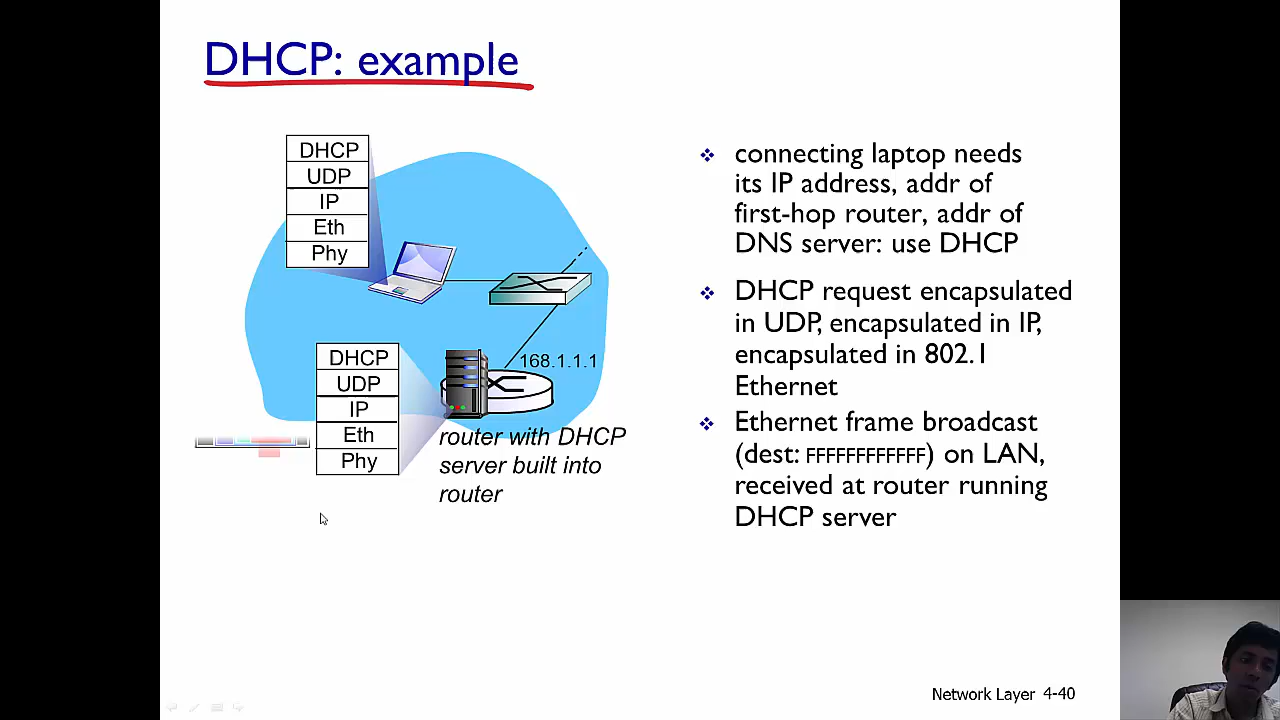 DHCP: example
DHCP
UDP
IP
Eth
Phy
168.1.1.1
DHCP
UDP
IP
Eth
Phy
router with DHCP
server built into
router
connecting laptop needs
its IP address, addr of
first-hop router, addr of
DNS server: use DHCP
DHCP request encapsulated
in UDP, encapsulated in IP,
encapsulated in 802.1
Ethernet
Ethernet frame broadcast
(dest: FFFFFFFFFFFF) on LAN,
received at router running
DHCP server
Network Layer 4-40